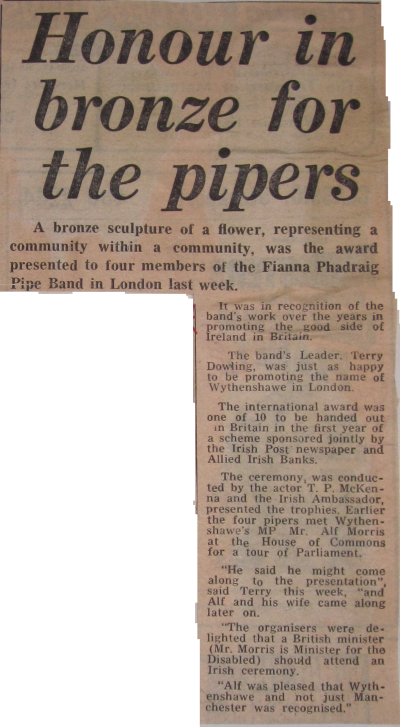 Honour in
bronze for
the pipers
A bronze sculpture of a flower, representing a
community within a community, was the award
presented to four members of the Fianna Phadraig
Pipe Band in London last week.
It was in recognition of the
band's work over the years in
promoting the good side of
Ireland in Britain.
The band's Leader, Terry
Dowling, was just as happy
to be promoting the name of
Wythenshawe in London.
The international award was
one of 10 to be handed out
in Britain in the first year of
a scheme sponsored jointly by
the Irish Post newspaper and
Allied Irish Banks.
The ceremony, was conduc-
ted by the actor T. P. McKen-
na and the Irish Ambassador,
presented the trophies. Earlier
the four pipers met Wythen-
shawe's MP Mr. Alf Morris
at the House of Commons
for a tour of Parliament.
"He said he might come
along to the presentation",
said Terry this week, "and
Alf and his wife came along
later on.
"The organisers were de-
lighted that a British minister
(Mr. Morris is Minister for the
Disabled) should attend an
Irish ceremony.
"Alf was pleased that Wyth-
enshawe and not just Man-
chester was recognised."